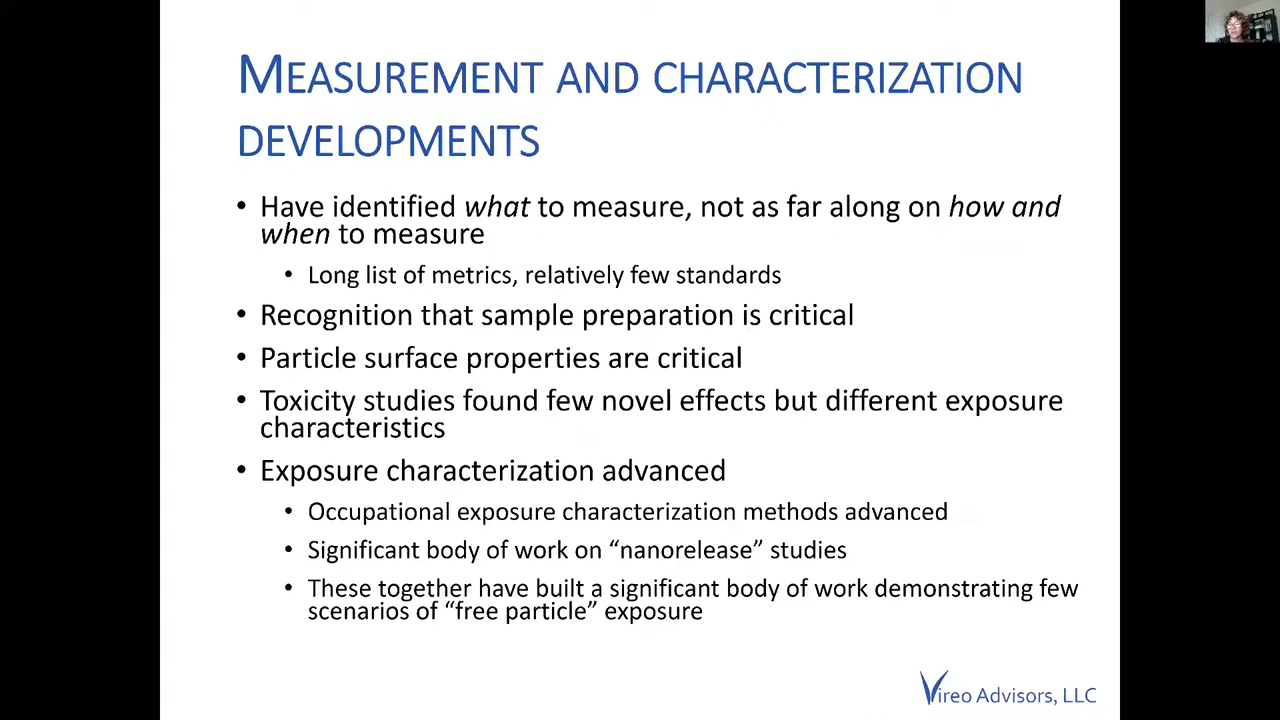 MEASUREMENT AND CHARACTERIZATION
DEVELOPMENTS
• Have identified what to measure, not as far along on how and
when to measure
• Long list of metrics, relatively few standards
• Recognition that sample preparation is critical
• Particle surface properties are critical
• Toxicity studies found few novel effects but different exposure
characteristics
• Exposure characterization advanced
• Occupational exposure characterization methods advanced
• Significant body of work on “nanorelease” studies
• These together have built a significant body of work demonstrating few
scenarios of “free particle” exposure
Vireo Advisors, LLC